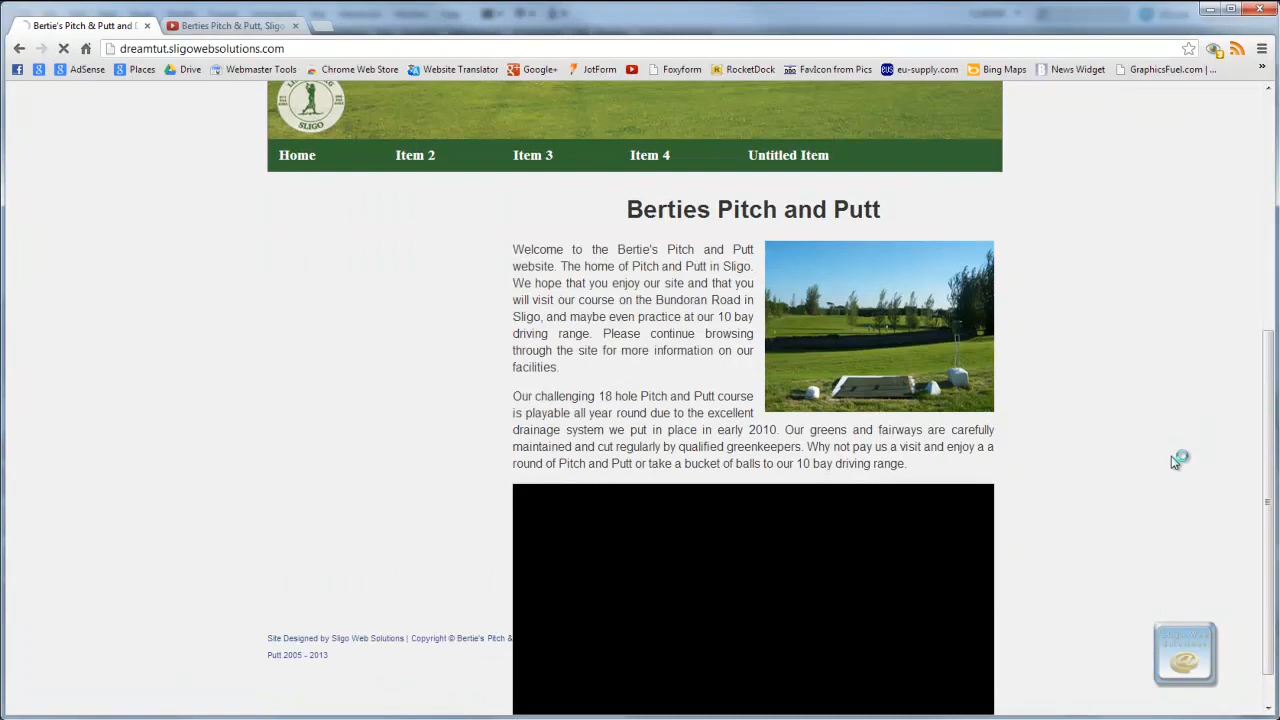 Bertie's Pitch & Putt and D
Berties Pitch & Putt, Sligo
dreamtut.sligowebsolutions.com
AdSense
Places
Drive
Webmaster Tools
Chrome Web Store
Website Translator
Google+
JotForm
Foxyform
RocketDock
FavIcon from Pics
eu-supply.com
Bing Maps
News Widget
GraphicsFuel.com | ...
SLIGO
Home
Item 2
Item 3
Item 4
Untitled Item
Berties Pitch and Putt
Welcome to the Bertie's Pitch and Putt
website. The home of Pitch and Putt in Sligo.
We hope that you enjoy our site and that you
will visit our course on the Bundoran Road in
Sligo, and maybe even practice at our 10 bay
driving range. Please continue browsing
through the site for more information on our
facilities.
Our challenging 18 hole Pitch and Putt course
is playable all year round due to the excellent
drainage system we put in place in early 2010. Our greens and fairways are carefully
maintained and cut regularly by qualified greenkeepers. Why not pay us a visit and enjoy a a
round of Pitch and Putt or take a bucket of balls to our 10 bay driving range.
Site Designed by Sligo Web Solutions | Copyright © Bertie's Pitch &
Putt 2005 - 2013
Sligo Web
Solutions